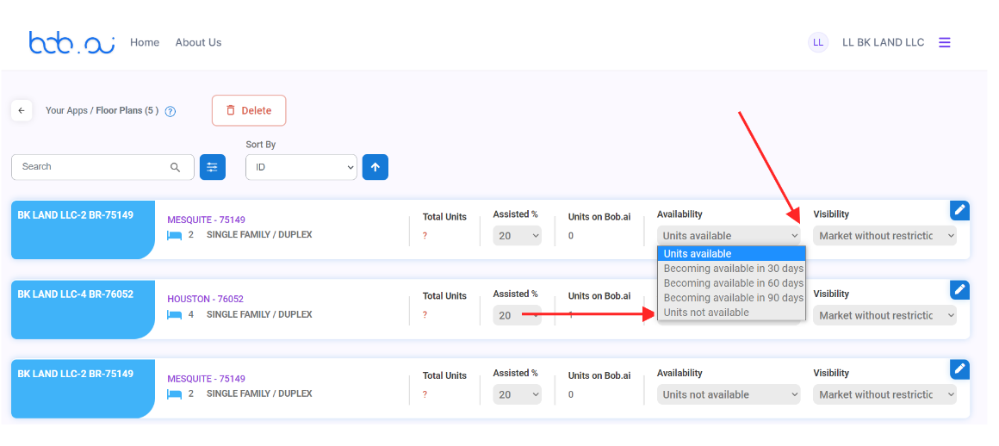 bob.ai
Home About Us
LL LL BK LAND LLC
Your Apps / Floor Plans (5 ) ?
Delete
Sort By
Search
ID
BK LAND LLC-2 BR-75149
MESQUITE - 75149
2 SINGLE FAMILY / DUPLEX
Total Units
?
Assisted %
20
Units on Bob.ai
0
Availability
Units available
Visibility
Market without restrictic
Units available
Becoming available in 30 days
Becoming available in 60 days
Becoming available in 90 days
Units not available
BK LAND LLC-4 BR-76052
HOUSTON - 76052
4 SINGLE FAMILY / DUPLEX
Total Units
?
Assisted %
20
Units on Bob.ai
1
Visibility
Market without restrictic
BK LAND LLC-2 BR-75149
MESQUITE - 75149
2 SINGLE FAMILY / DUPLEX
Total Units
?
Assisted %
20
Units on Bob.ai
0
Availability
Units not available
Visibility
Market without restrictic